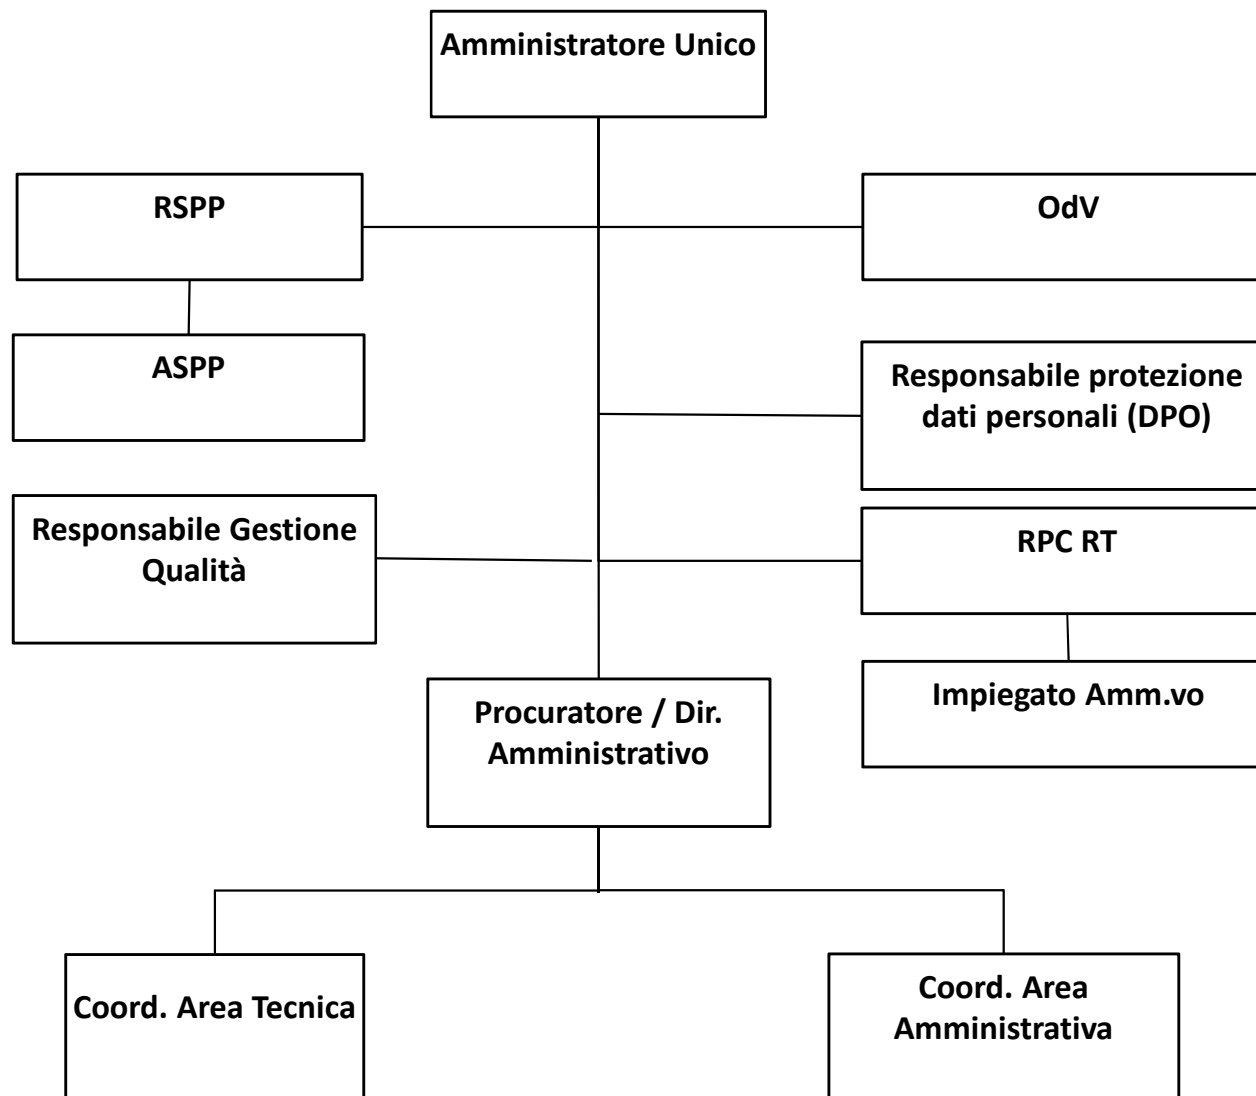 Amministratore Unico
RSPP
OdV
ASPP
Responsabile protezione
dati personali (DPO)
Responsabile Gestione
Qualità
RPC RT
Impiegato Amm.vo
Procuratore / Dir.
Amministrativo
Coord. Area Tecnica
Coord. Area
Amministrativa